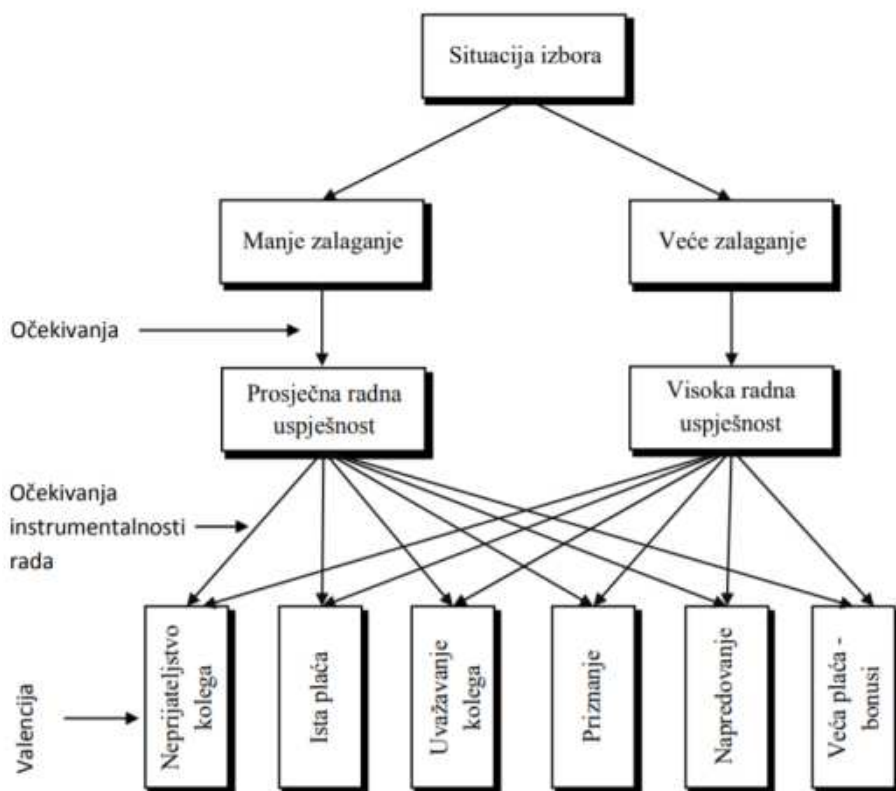 Situacija izbora
Manje zalaganje
Veće zalaganje
Očekivanja
Prosječna radna
uspješnost
Visoka radna
uspješnost
Očekivanja
instrumentalnosti
rada
Valencija
Neprijateljstvo
kolega
Ista plaća
Uvažavanje
kolega
Priznanje
Napredovanje
Veća plaća -
bonusi